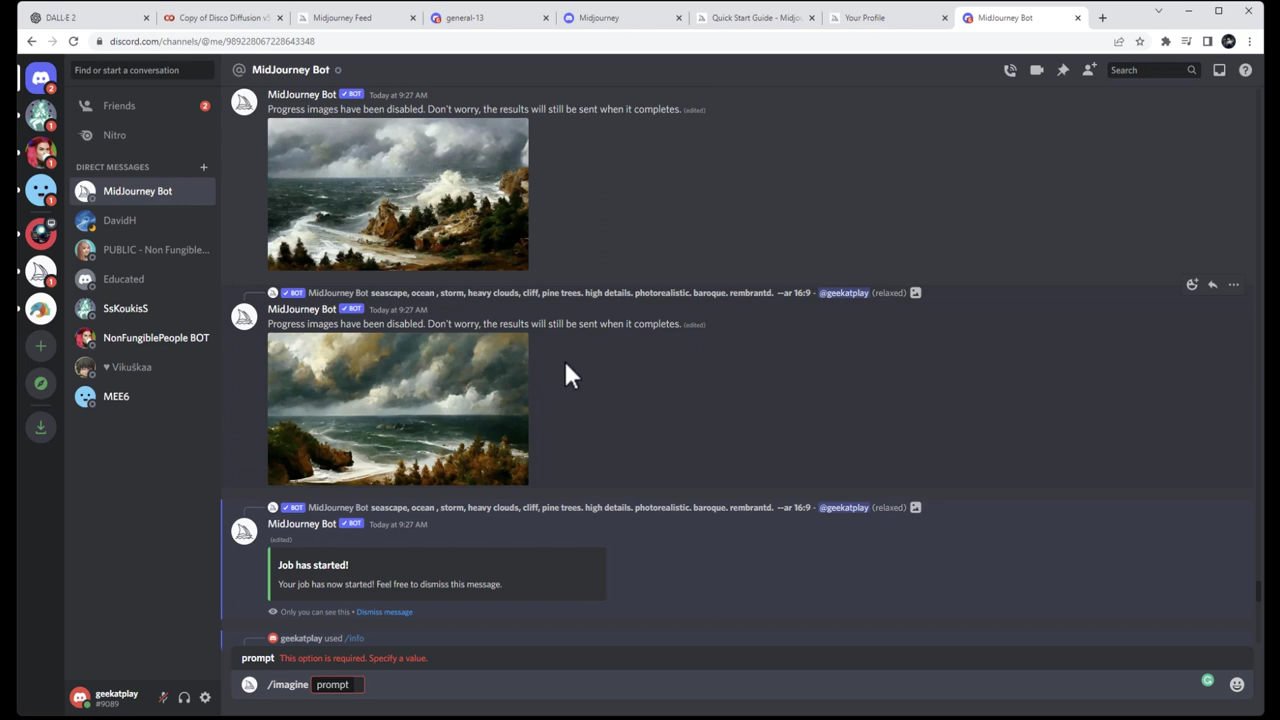 DALL·E 2
Copy of Disco Diffusion v5
Midjourney Feed
general-13
Midjourney
Quick Start Guide - Midjou
Your Profile
MidJourney Bot
discord.com/channels/@me/989228067228643348
Find or start a conversation
MidJourney Bot
Search
2
Friends
2
Nitro
DIRECT MESSAGES
MidJourney Bot
DavidH
PUBLIC - Non Fungible...
Educated
SsKoukisS
NonFungiblePeople BOT
♥ Vikuškaa
MEE6
1
1
1
1
MidJourney Bot ✓ BOT Today at 9:27 AM
Progress images have been disabled. Don't worry, the results will still be sent when it completes. (edited)
✓ BOT MidJourney Bot seascape, ocean , storm, heavy clouds, cliff, pine trees. high details. photorealistic. baroque. rembrantd. --ar 16:9 - @geekatplay (relaxed)
MidJourney Bot ✓ BOT Today at 9:27 AM
Progress images have been disabled. Don't worry, the results will still be sent when it completes. (edited)
✓ BOT MidJourney Bot seascape, ocean , storm, heavy clouds, cliff, pine trees. high details. photorealistic. baroque. rembrantd. --ar 16:9 - @geekatplay (relaxed)
MidJourney Bot ✓ BOT Today at 9:27 AM
(edited)
Job has started!
Your job has now started! Feel free to dismiss this message.
Only you can see this • Dismiss message
geekatplay used /info
prompt This option is required. Specify a value.
/imagine prompt
geekatplay
#9089